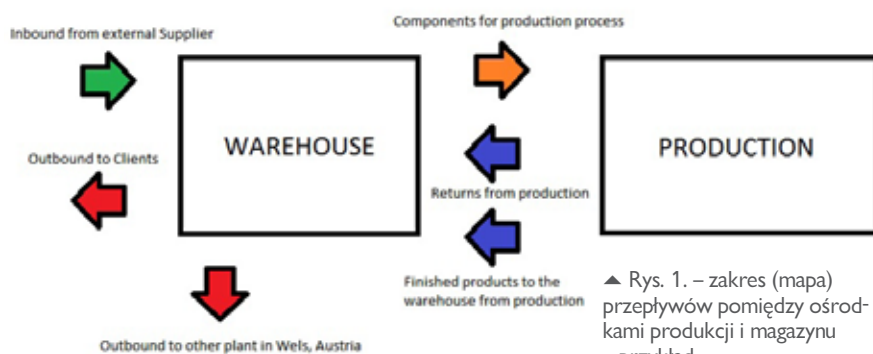 Inbound from external Supplier
Components for production process
WAREHOUSE
PRODUCTION
Outbound to Clients
Returns from production
Finished products to the
warehouse from production
Outbound to other plant in Wels, Austria
▲ Rys. 1. – zakres (mapa)
przepływów pomiędzy ośrod-
kami produkcji i magazynu
– przykład